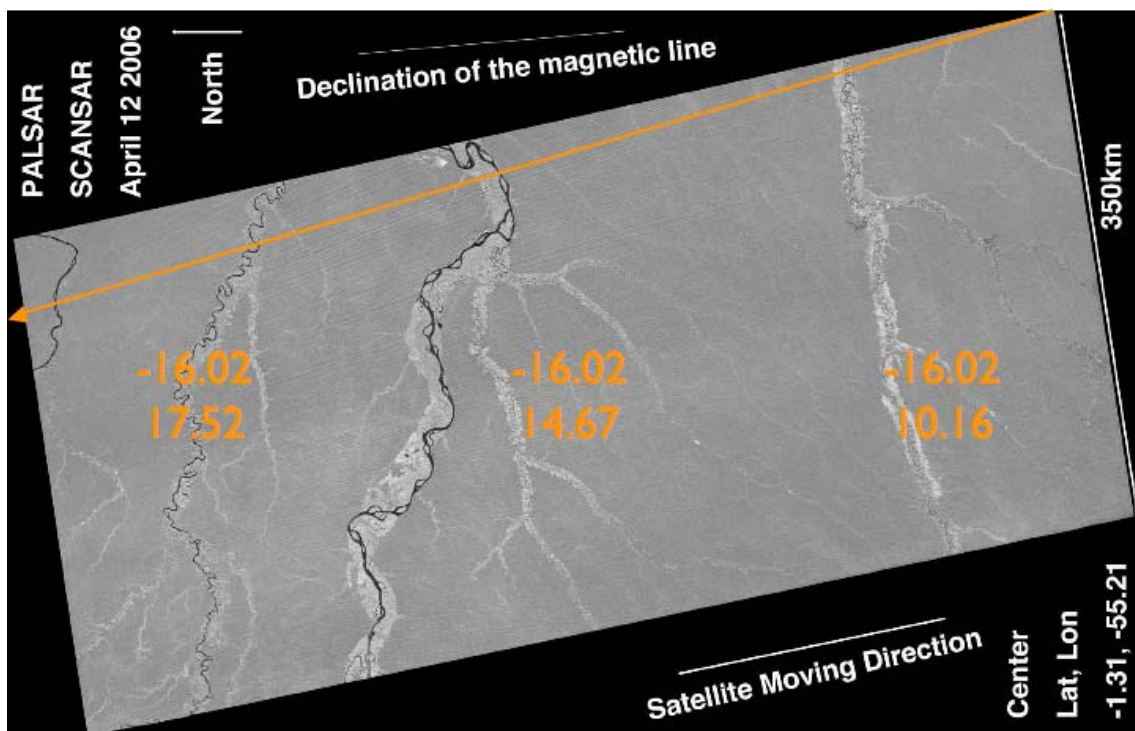 PALSAR
SCANSAR
April 12 2006
North
Declination of the magnetic line
350km
-16.02
17.52
-16.02
14.67
-16.02
10.16
Satellite Moving Direction
Center
Lat, Lon
-1.31, -55.21